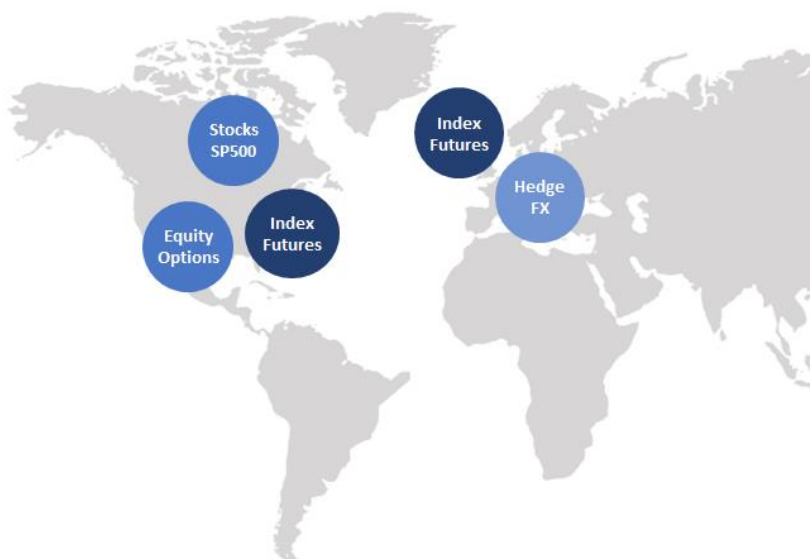 Stocks
SP500
Index
Futures
Hedge
FX
Equity
Options
Index
Futures